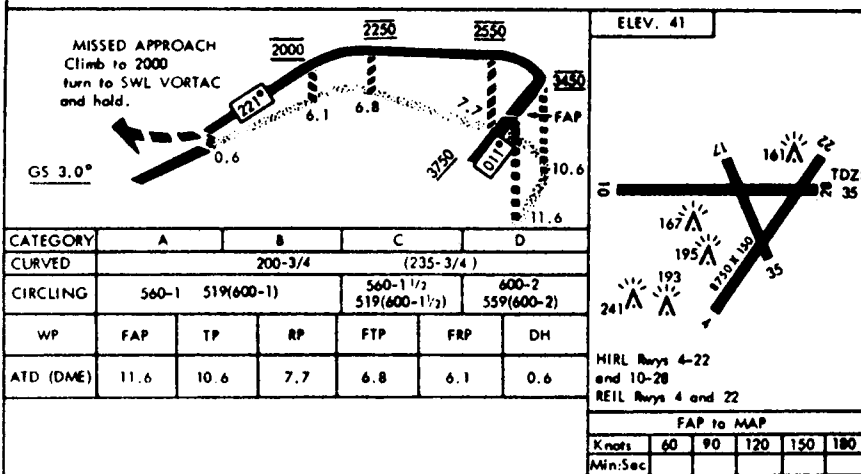 MISSED APPROACH
Climb to 2000
turn to SWL VORTAC
and hold.
2000
2250
2550
3450
221°
6.1
6.8
7.7
FAP
0.6
GS 3.0°
3750
011°
10.6
11.6
CATEGORY A B C D
CURVED 200-3/4 (235-3/4)
CIRCLING 560-1 519(600-1) 560-1 1/2 519(600-1 1/2) 600-2 559(600-2)
WP FAP TP RP FTP FRP DH
ATD (DME) 11.6 10.6 7.7 6.8 6.1 0.6
ELEV. 41
17
161
22
10
28
TDZ
35
167
195
8750 X 150
35
193
241
4
HIRL Rwys 4-22
and 10-28
REIL Rwys 4 and 22
FAP to MAP
Knots 60 90 120 150 180
Min:Sec